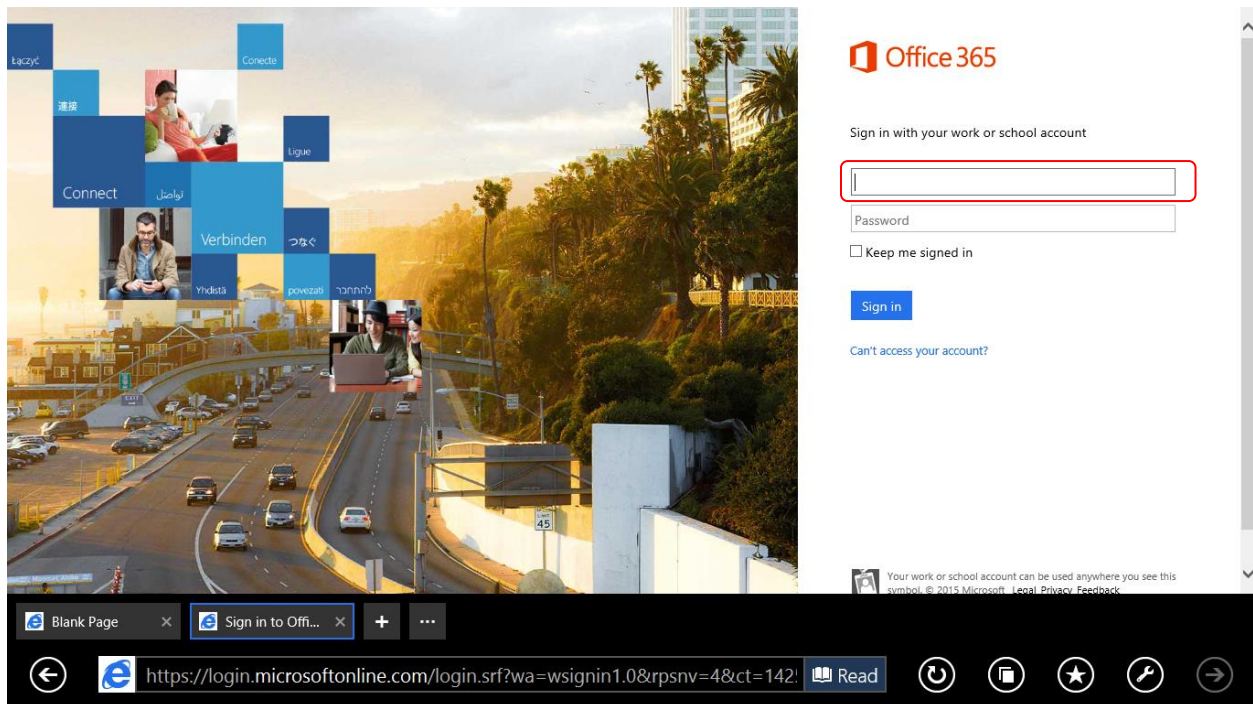 Łączyć
Conecte
連接
Ligue
Connect
تواصل
Verbinden
つなぐ
Yhdistä
povezati
להתחבר
EXIT
LIMIT
45
Office 365
Sign in with your work or school account
Password
Keep me signed in
Sign in
Can't access your account?
Your work or school account can be used anywhere you see this
symbol. © 2015 Microsoft Legal Privacy Feedback
Blank Page
Sign in to Offi...
https://login.microsoftonline.com/login.srf?wa=wsignin1.0&rpsnv=4&ct=142
Read